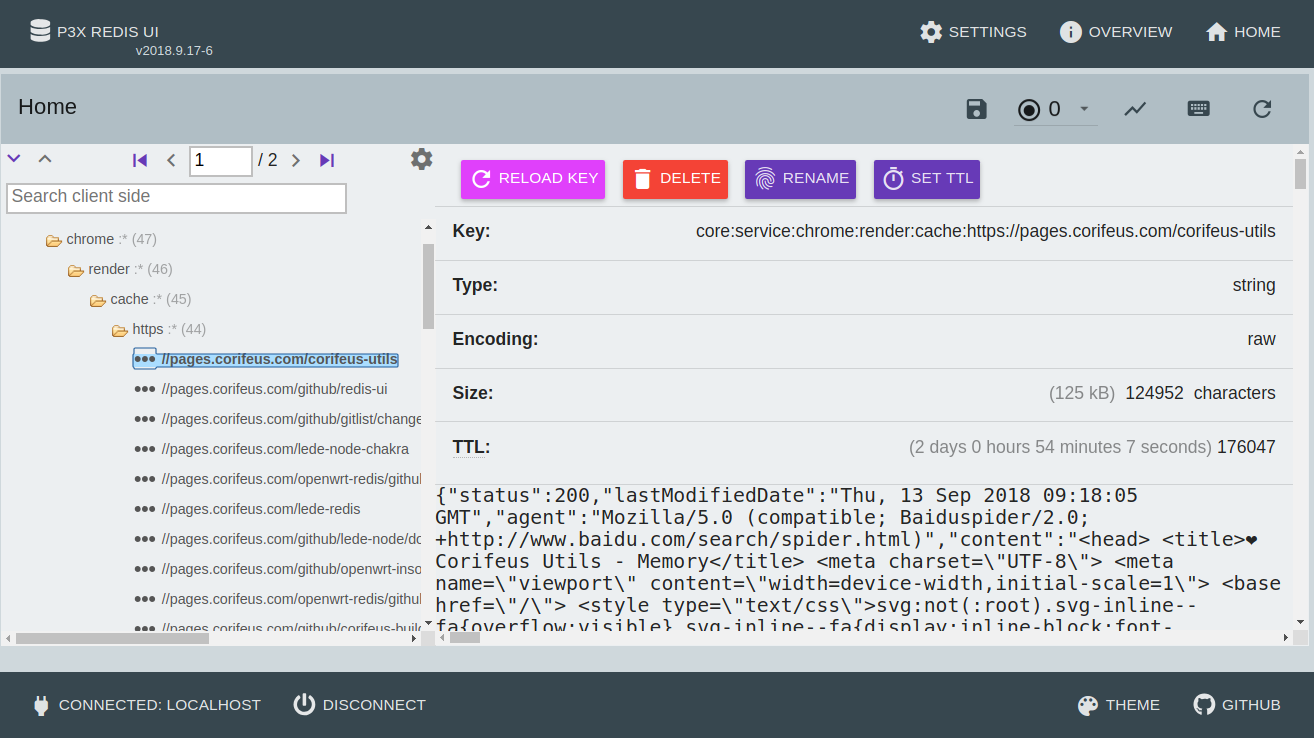 P3X REDIS UI
v2018.9.17-6
SETTINGS
OVERVIEW
HOME
Home
0
1
/ 2
Search client side
chrome :* (47)
render :* (46)
cache :* (45)
https :* (44)
//pages.corifeus.com/corifeus-utils
//pages.corifeus.com/github/redis-ui
//pages.corifeus.com/github/gitlist/change
//pages.corifeus.com/lede-node-chakra
//pages.corifeus.com/openwrt-redis/githul
//pages.corifeus.com/lede-redis
//pages.corifeus.com/github/lede-node/do
//pages.corifeus.com/github/openwrt-inso
//pages.corifeus.com/openwrt-redis/githul
//pages.corifeus.com/github/corifeus-build
RELOAD KEY
DELETE
RENAME
SET TTL
Key: core:service:chrome:render:cache:https://pages.corifeus.com/corifeus-utils
Type: string
Encoding: raw
Size: (125 kB) 124952 characters
TTL: (2 days 0 hours 54 minutes 7 seconds) 176047
{"status":200,"lastModifiedDate":"Thu, 13 Sep 2018 09:18:05
GMT","agent":"Mozilla/5.0 (compatible; Baiduspider/2.0;
+http://www.baidu.com/search/spider.html)","content":"<head> <title>❤
Corifeus Utils - Memory</title> <meta charset=\"UTF-8\"> <meta
name=\"viewport\" content=\"width=device-width,initial-scale=1\"> <base
href=\"/\"> <style type=\"text/css\">svg:not(:root).svg-inline--
fa{overflow:visible}.svg-inline--fa{display:inline-block;font-
CONNECTED: LOCALHOST
DISCONNECT
THEME
GITHUB